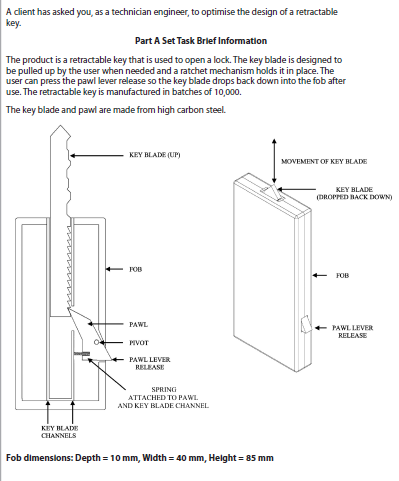 A client has asked you, as a technician engineer, to optimise the design of a retractable
key.
Part A Set Task Brief Information
The product is a retractable key that is used to open a lock. The key blade is designed to
be pulled up by the user when needed and a ratchet mechanism holds it in place. The
user can press the pawl lever release so the key blade drops back down into the fob after
use. The retractable key is manufactured in batches of 10,000.
The key blade and pawl are made from high carbon steel.
KEY BLADE (UP)
FOB
PAWL
PIVOT
PAWL LEVER
RELEASE
SPRING
ATTACHED TO PAWL
AND KEY BLADE CHANNEL
KEY BLADE
CHANNELS
MOVEMENT OF KEY BLADE
KEY BLADE
(DROPPED BACK DOWN)
FOB
PAWL LEVER
RELEASE
Fob dimensions: Depth = 10 mm, Width = 40 mm, Height = 85 mm